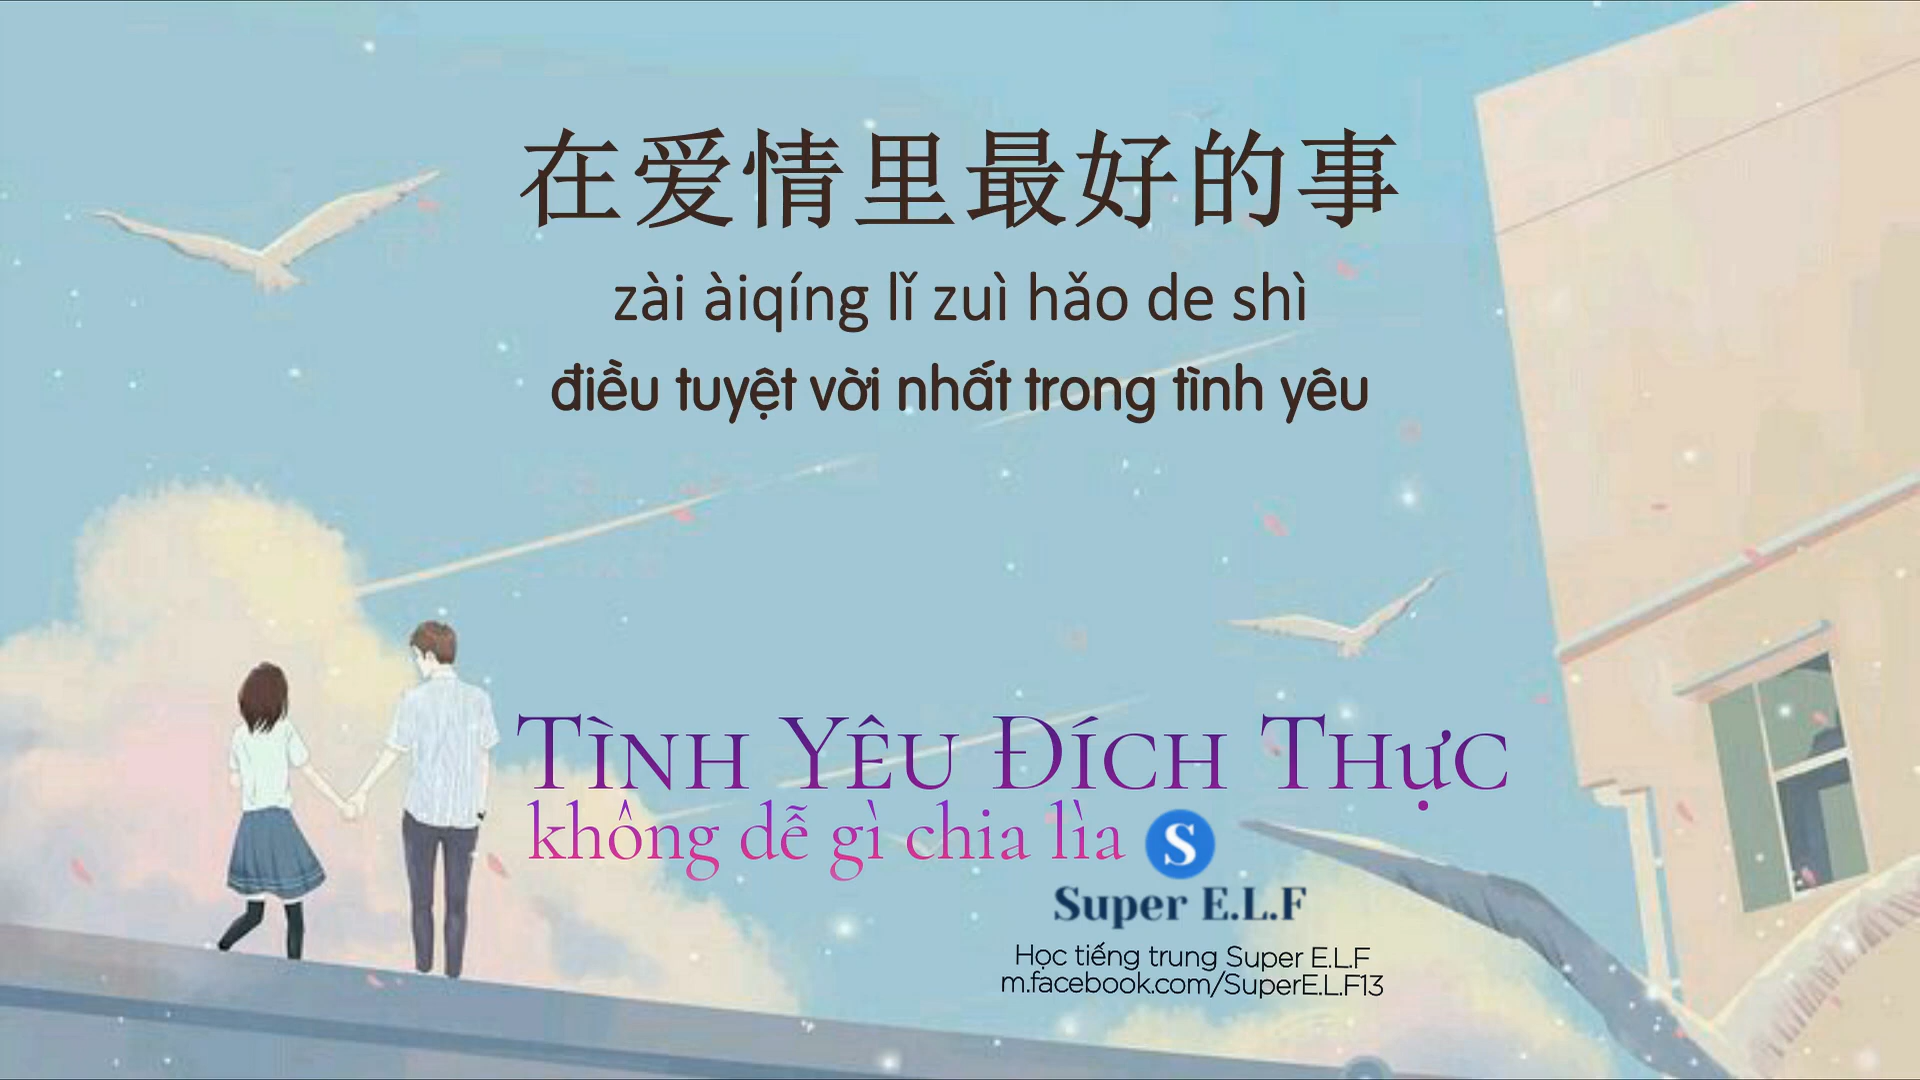 在爱情里最好的事
zài àiqíng lǐ zuì hǎo de shì
điều tuyệt vời nhất trong tình yêu
Tình Yêu Đích Thực
không dễ gì chia lìa
S
Super E.L.F
Học tiếng trung Super E.L.F
m.facebook.com/SuperE.L.F13